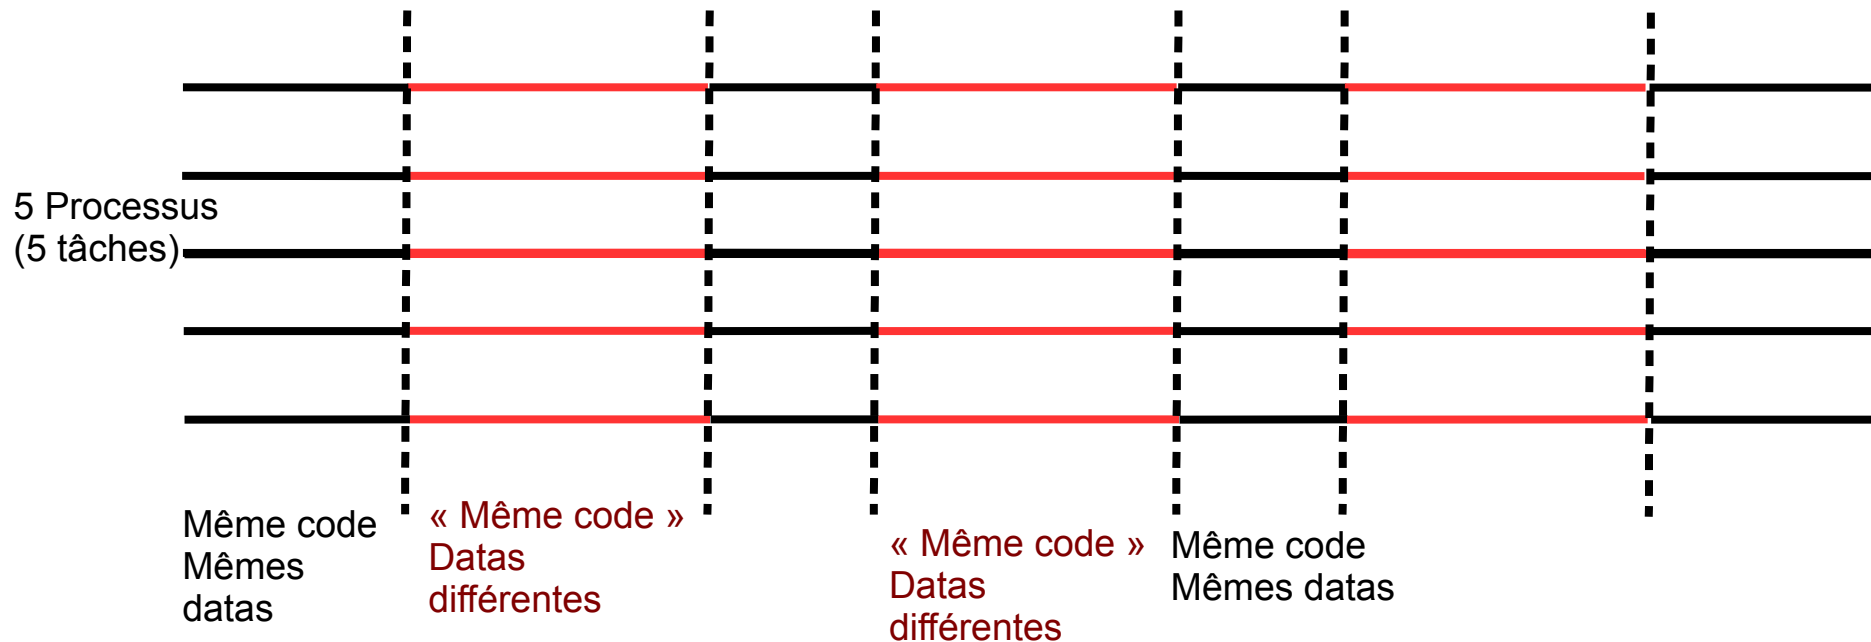 5 Processus
(5 tâches)
Même code
Mêmes
datas
« Même code »
Datas
différentes
« Même code »
Datas
différentes
Même code
Mêmes datas